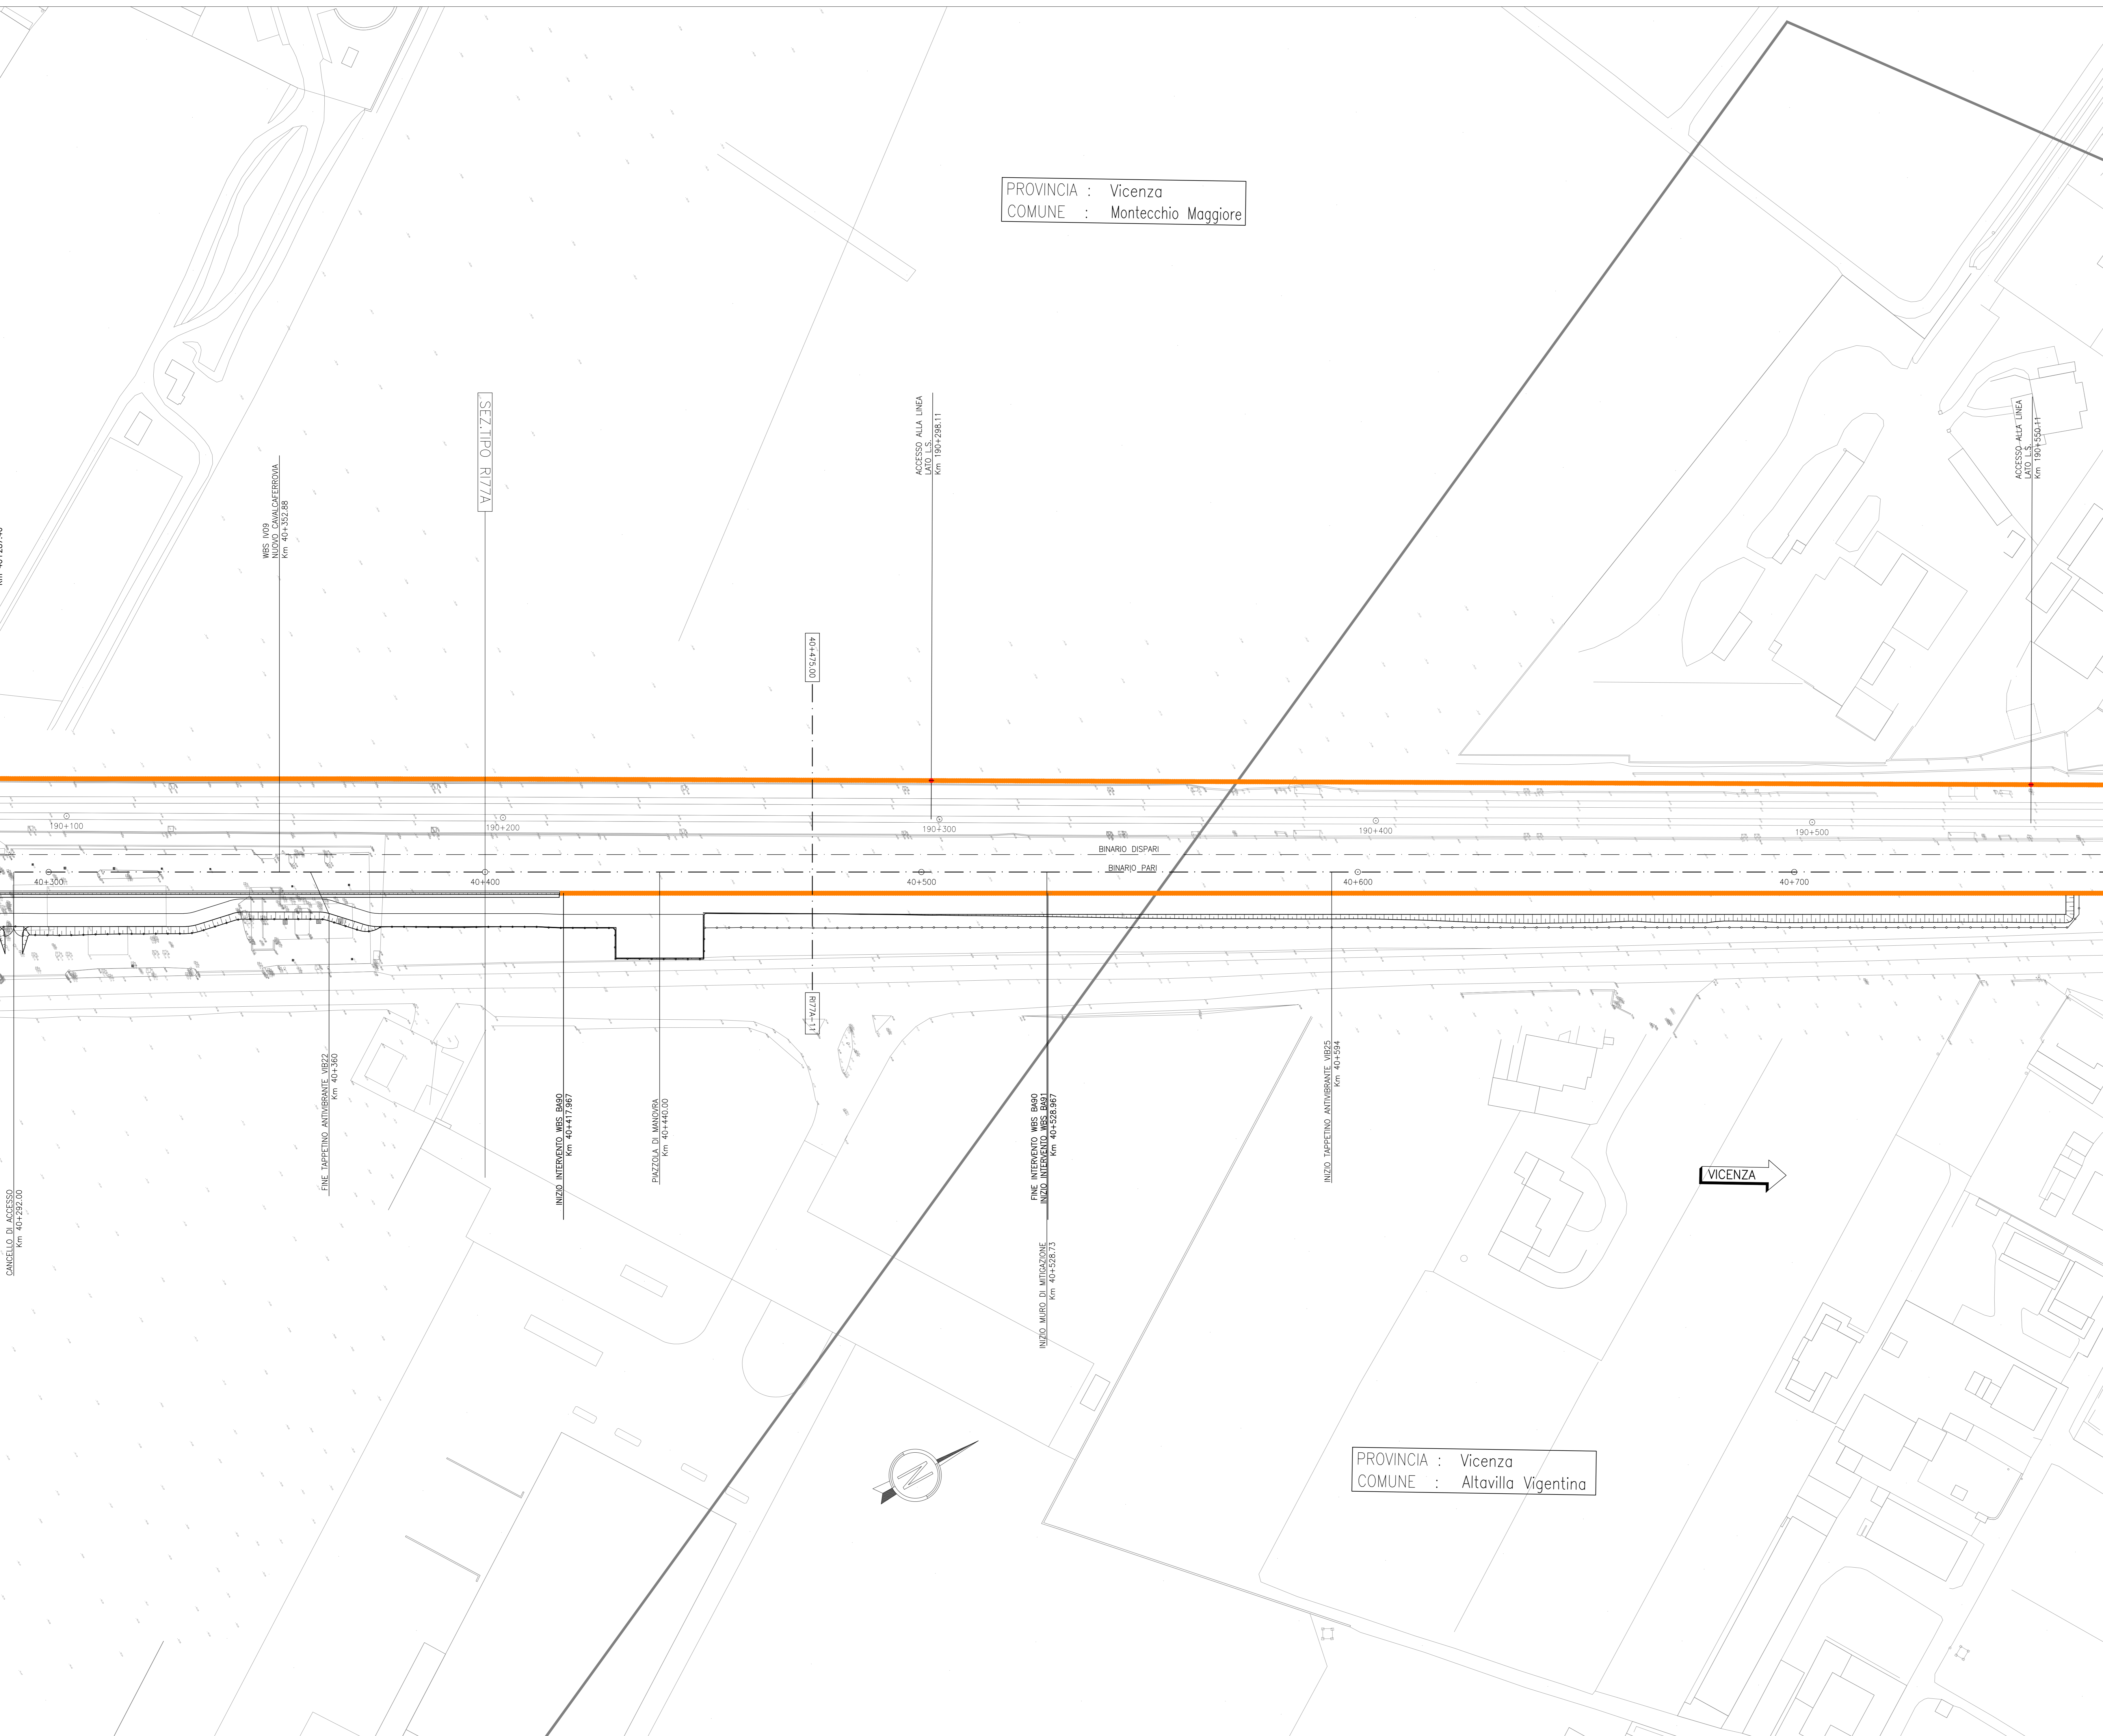 PROVINCIA : Vicenza
COMUNE : Montecchio Maggiore
SEZ.TIPO RI77A
ACCESSO ALLA LINEA
LATO L.S.
Km 190+298.11
ACCESSO ALLA LINEA
LATO L.S.
Km 190+550.11
WBS IV09
NUOVO CAVALCAFERROVIA
Km 40+352.88
40+475.00
190+100
190+200
190+300
190+400
190+500
BINARIO DISPARI
BINARIO PARI
40+300
40+400
40+500
40+600
40+700
RI77A-11
FINE TAPPETINO ANTIVIBRANTE VIB22
Km 40+360
INIZIO INTERVENTO WBS BA90
Km 40+417.967
PIAZZOLA DI MANOVRA
Km 40+440.00
FINE INTERVENTO WBS BA90
INIZIO INTERVENTO WBS BA91
Km 40+528.967
INIZIO TAPPETINO ANTIVIBRANTE VIB25
Km 40+594
VICENZA
CANCELLO DI ACCESSO
Km 40+292.00
INIZIO MURO DI MITIGAZIONE
Km 40+528.73
N
PROVINCIA : Vicenza
COMUNE : Altavilla Vigentina